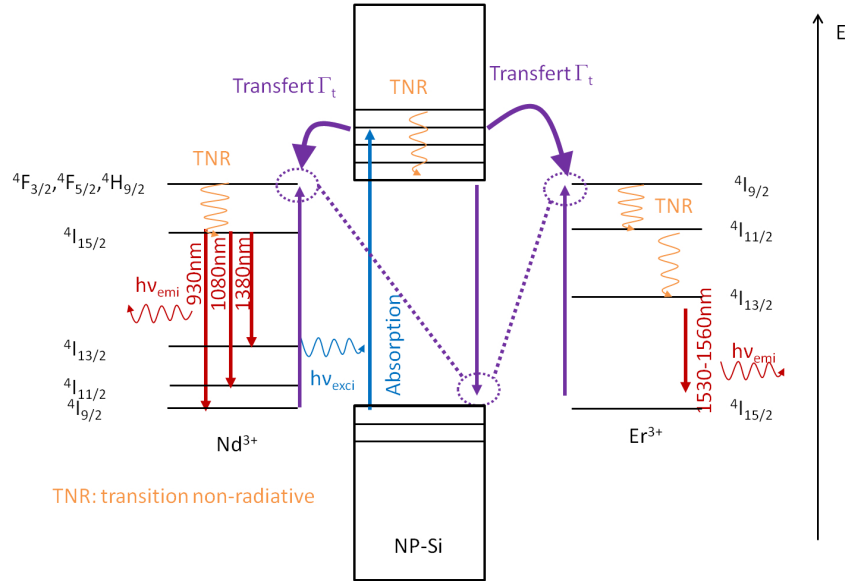 E
Transfert Γt
TNR
Transfert Γt
TNR
⁴F3/2,⁴F5/2,⁴H9/2
⁴I9/2
TNR
⁴I15/2
⁴I11/2
930nm
1080nm
1380nm
hνemi
⁴I13/2
⁴I13/2
hνexci
Absorption
1530-1560nm
hνemi
⁴I11/2
⁴I9/2
⁴I15/2
Nd³⁺
Er³⁺
TNR: transition non-radiative
NP-Si